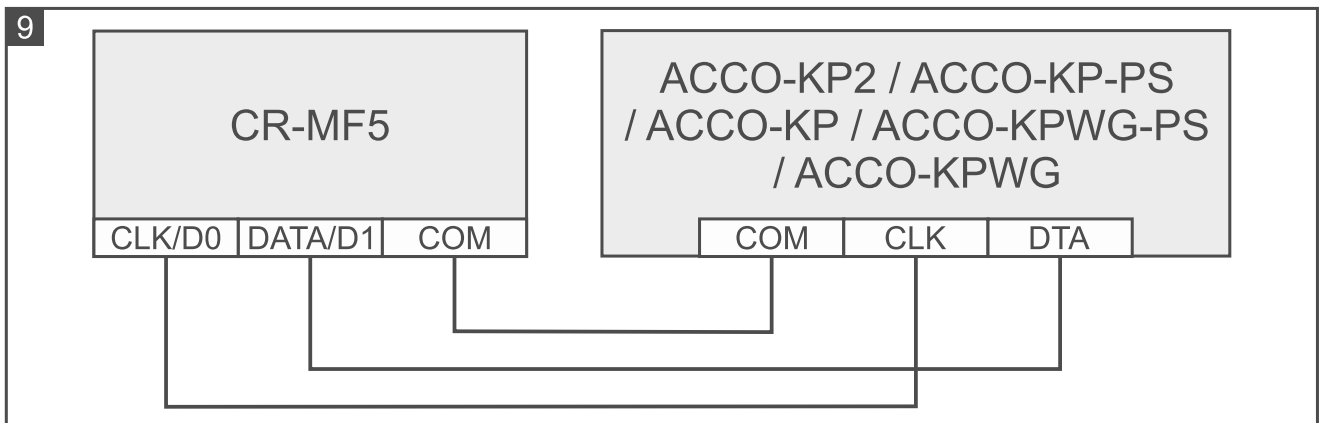 9
CR-MF5
ACCO-KP2 / ACCO-KP-PS
/ ACCO-KP / ACCO-KPWG-PS
/ ACCO-KPWG
CLK/D0 DATA/D1 COM
COM CLK DTA